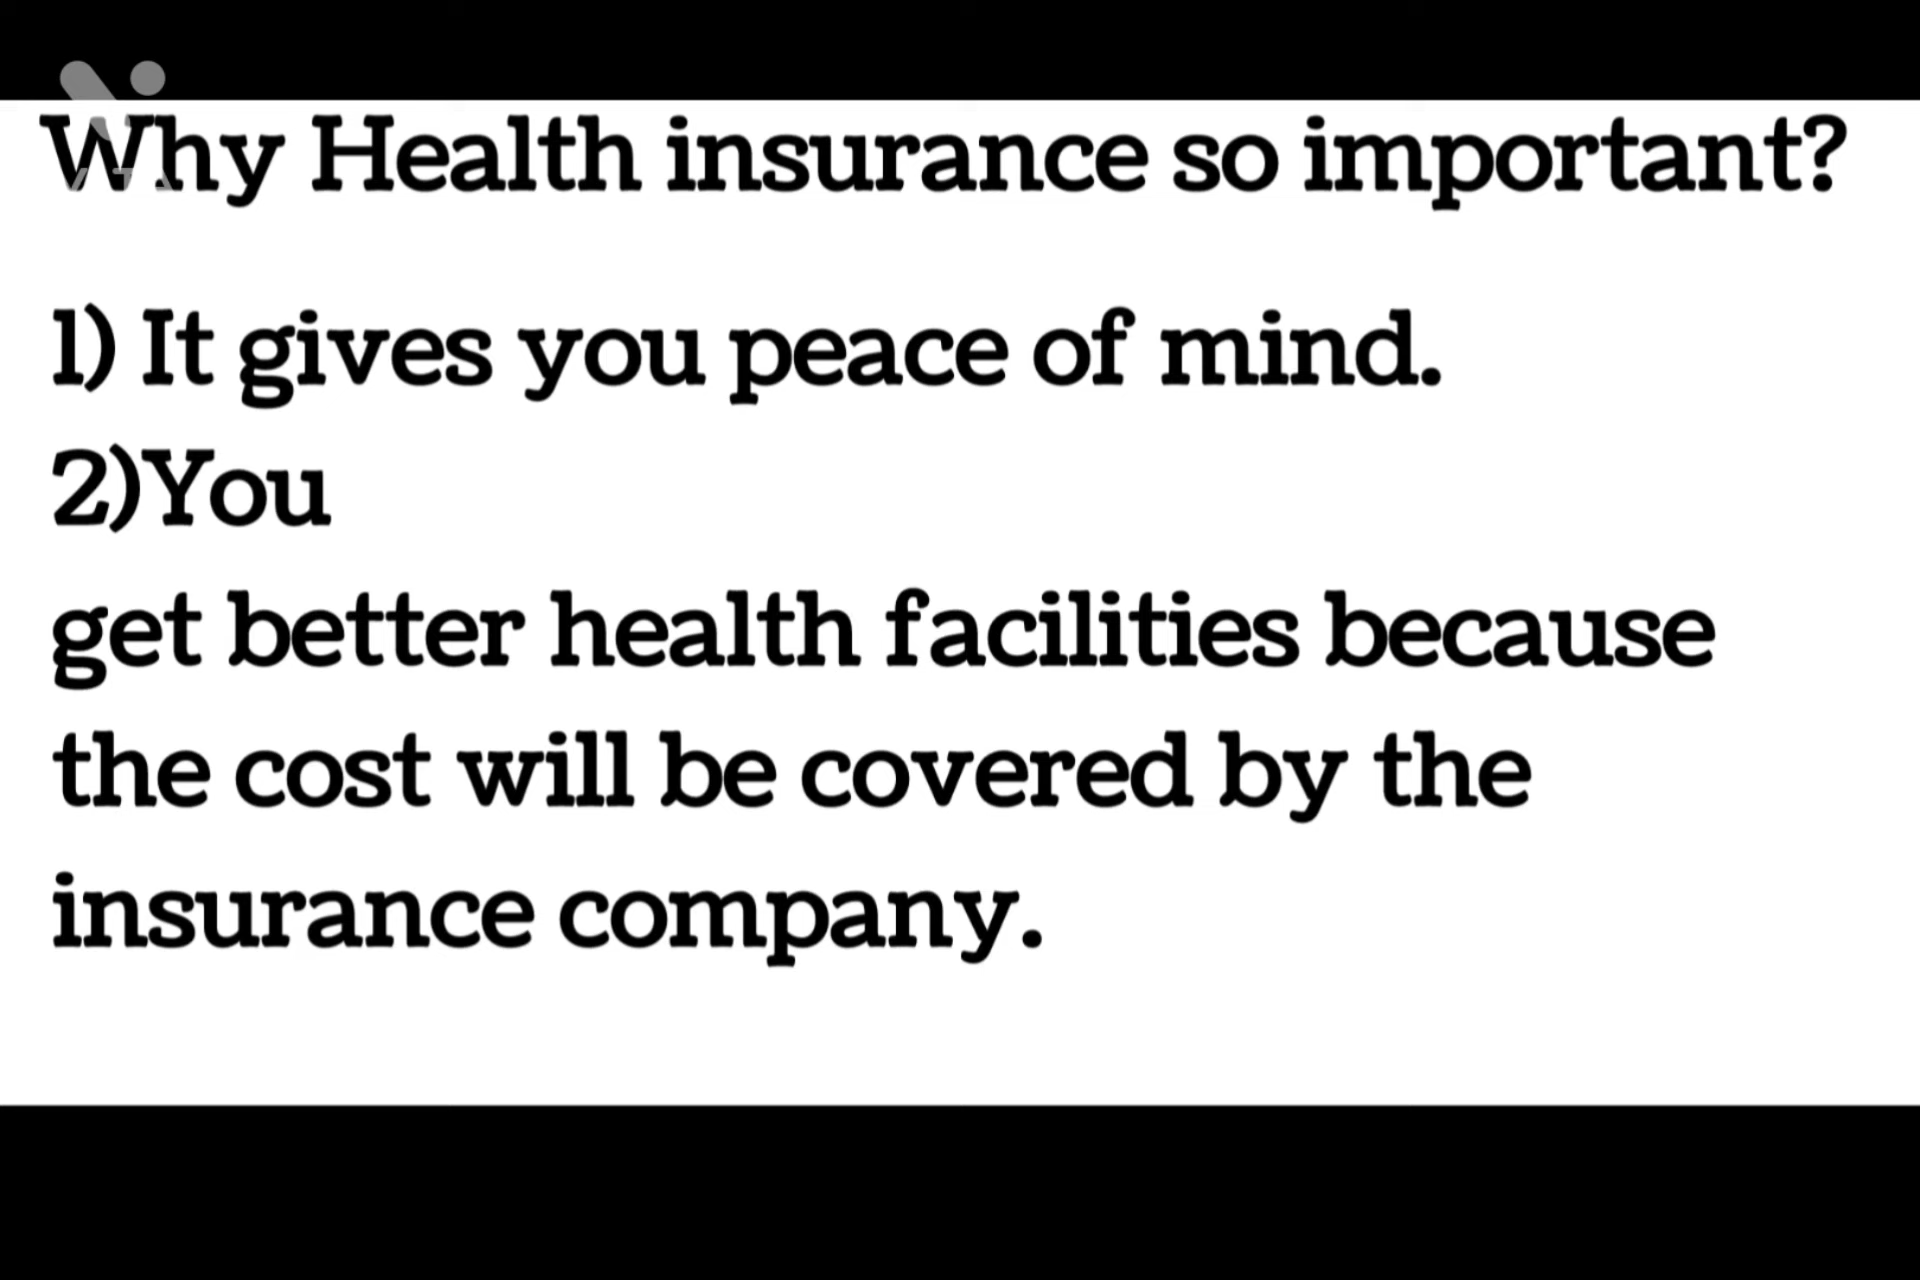 Why Health insurance so important?
1) It gives you peace of mind.
2)You
get better health facilities because
the cost will be covered by the
insurance company.